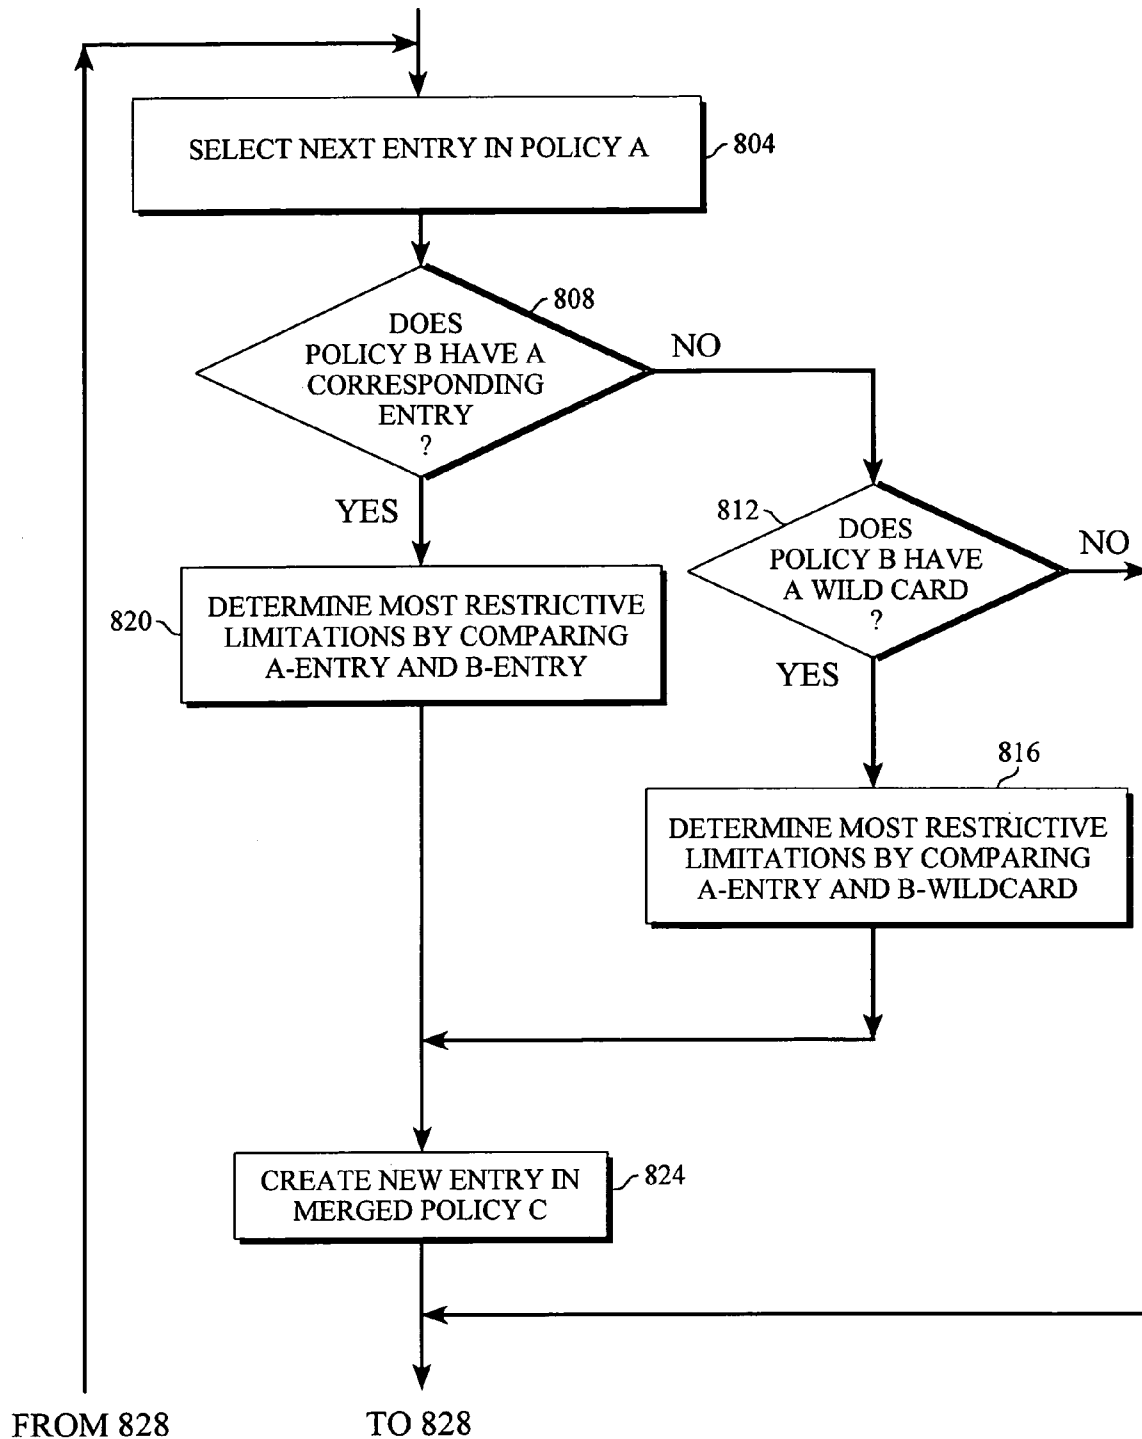 SELECT NEXT ENTRY IN POLICY A
804
808
DOES
POLICY B HAVE A
CORRESPONDING
ENTRY
?
NO
YES
812
DOES
POLICY B HAVE
A WILD CARD
?
NO
YES
820
DETERMINE MOST RESTRICTIVE
LIMITATIONS BY COMPARING
A-ENTRY AND B-ENTRY
816
DETERMINE MOST RESTRICTIVE
LIMITATIONS BY COMPARING
A-ENTRY AND B-WILDCARD
CREATE NEW ENTRY IN
MERGED POLICY C
824
FROM 828
TO 828